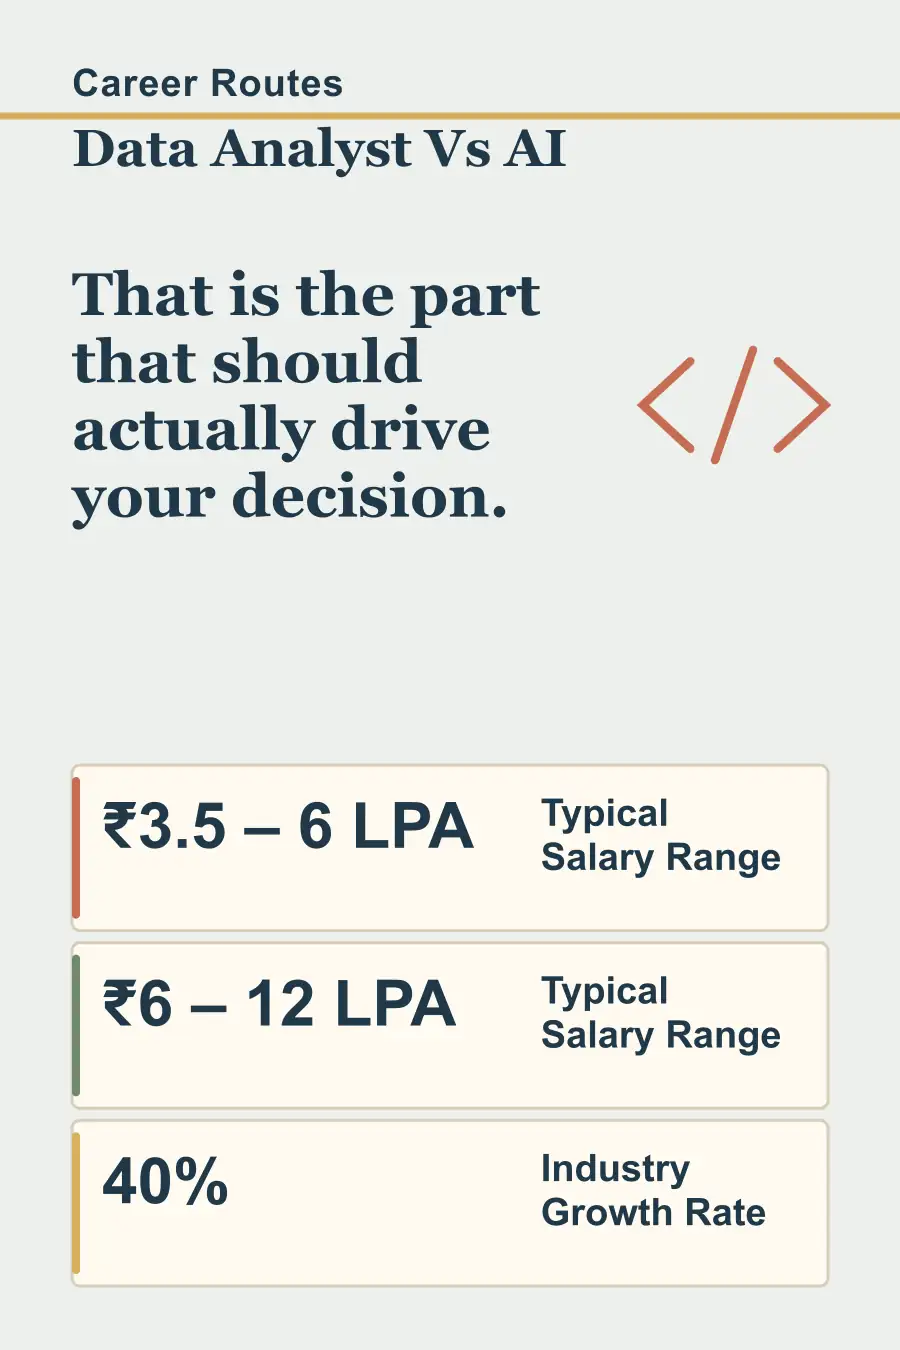 Career Routes
Data Analyst Vs AI
That is the part
that should
actually drive
your decision.
₹3.5 – 6 LPA
Typical
Salary Range
₹6 – 12 LPA
Typical
Salary Range
40%
Industry
Growth Rate